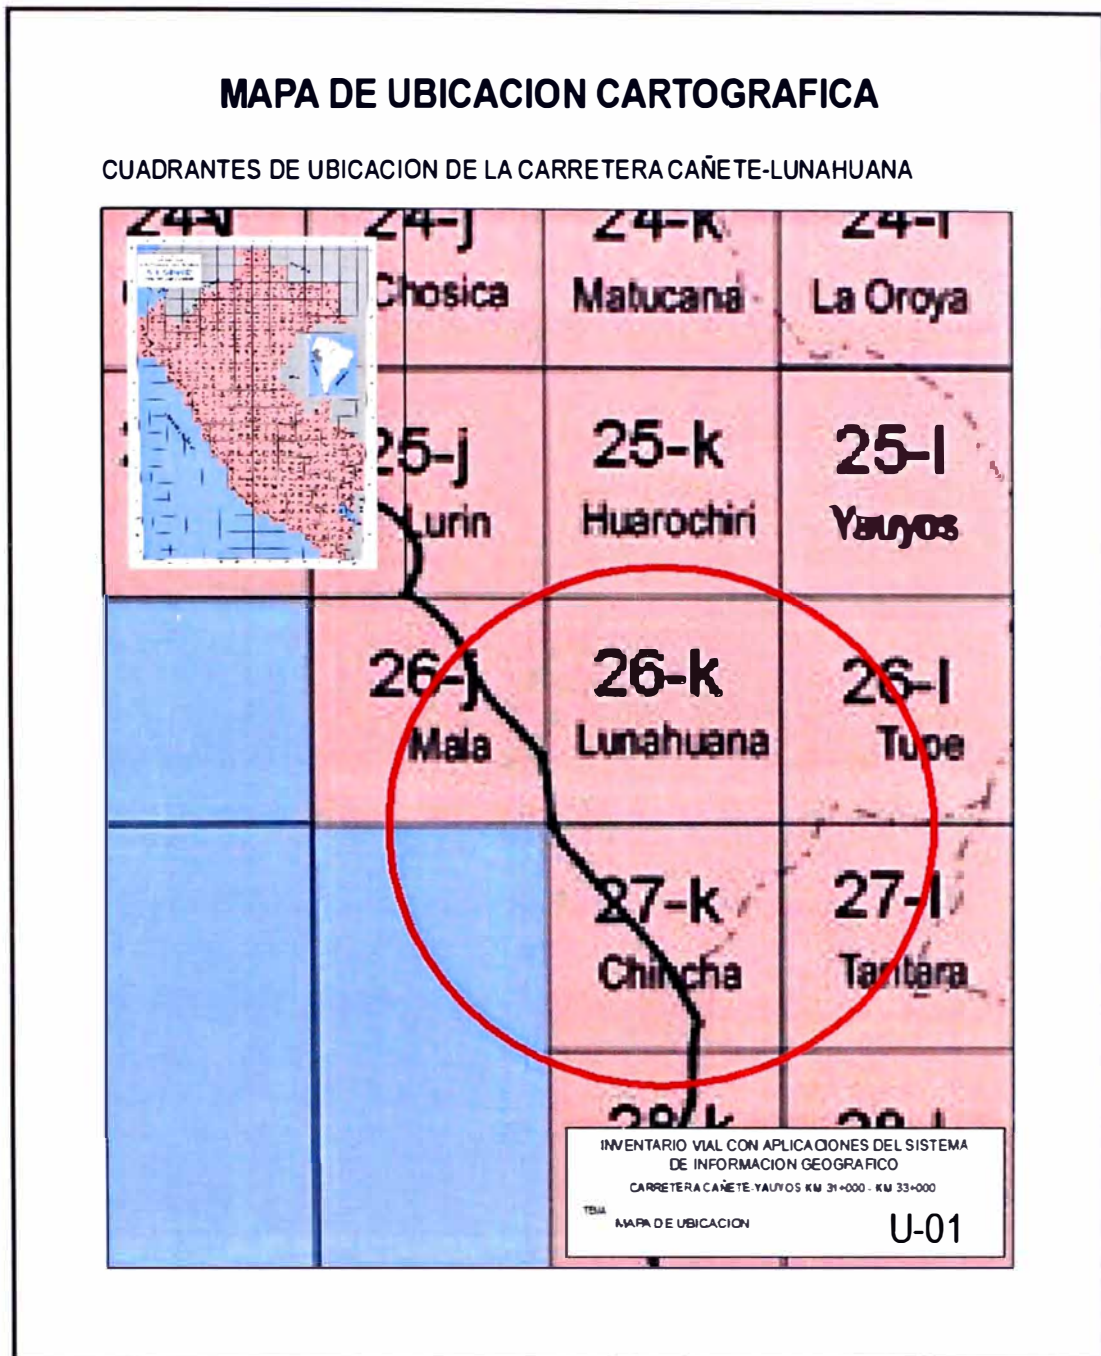 MAPA DE UBICACION CARTOGRAFICA
CUADRANTES DE UBICACION DE LA CARRETERA CAÑETE-LUNAHUANA
24-j 24-k 24-l
Chosica Matucana La Oroya
25-j 25-k 25-l
Lurin Huarochiri Yauyos
26-j 26-k 26-l
Mala Lunahuana Tupe
27-k 27-l
Chincha Tantara
28-k
INVENTARIO VIAL CON APLICACIONES DEL SISTEMA
DE INFORMACION GEOGRAFICO
CARRETERA CAÑETE-YAUYOS KM 31+000 - KM 33+000
TEMA
MAPA DE UBICACION
U-01